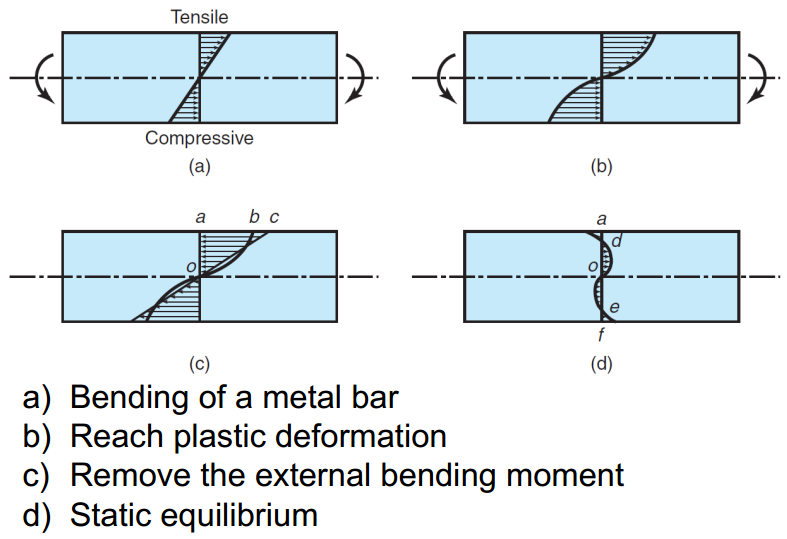 Tensile
Compressive
(a)
(b)
a b c
o
(c)
a
d
o
e
f
(d)
a) Bending of a metal bar
b) Reach plastic deformation
c) Remove the external bending moment
d) Static equilibrium